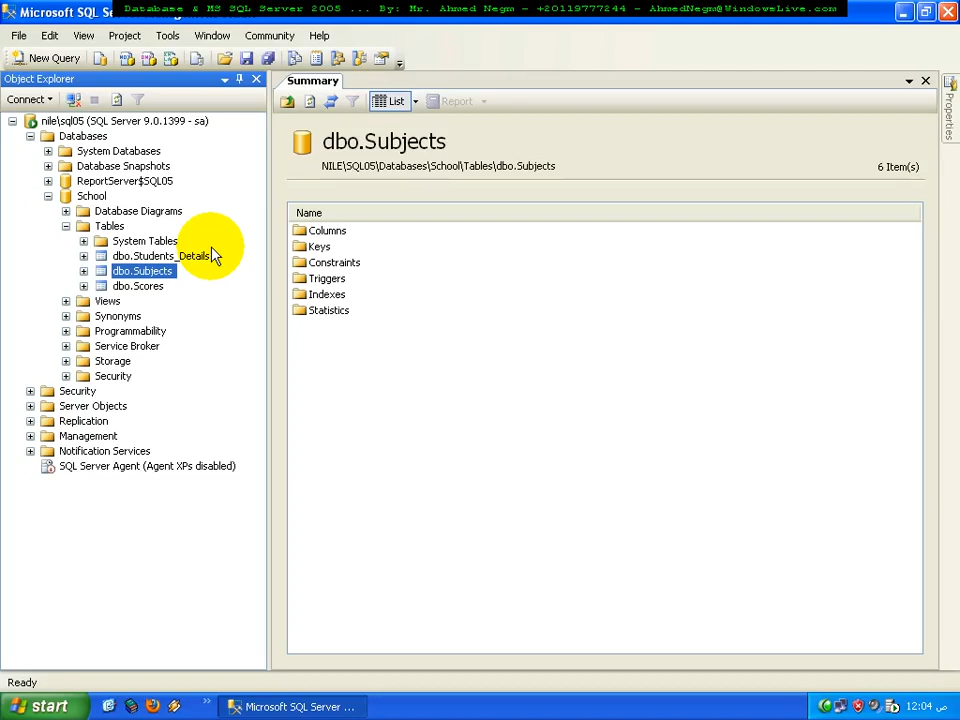 Microsoft SQL Se
Database & MS SQL Server 2005 ... By: Mr. Ahmed Negm - +20119777244 - AhmedNegm@WindowsLive.com
File Edit View Project Tools Window Community Help
New Query
Object Explorer
Connect
nile\sql05 (SQL Server 9.0.1399 - sa)
Databases
System Databases
Database Snapshots
ReportServer$SQL05
School
Database Diagrams
Tables
System Tables
dbo.Students_Details
dbo.Subjects
dbo.Scores
Views
Synonyms
Programmability
Service Broker
Storage
Security
Security
Server Objects
Replication
Management
Notification Services
SQL Server Agent (Agent XPs disabled)
Summary
List Report
dbo.Subjects
NILE\SQL05\Databases\School\Tables\dbo.Subjects
6 Item(s)
Name
Columns
Keys
Constraints
Triggers
Indexes
Statistics
Properties
Ready
start
Microsoft SQL Server ...
12:04 ص